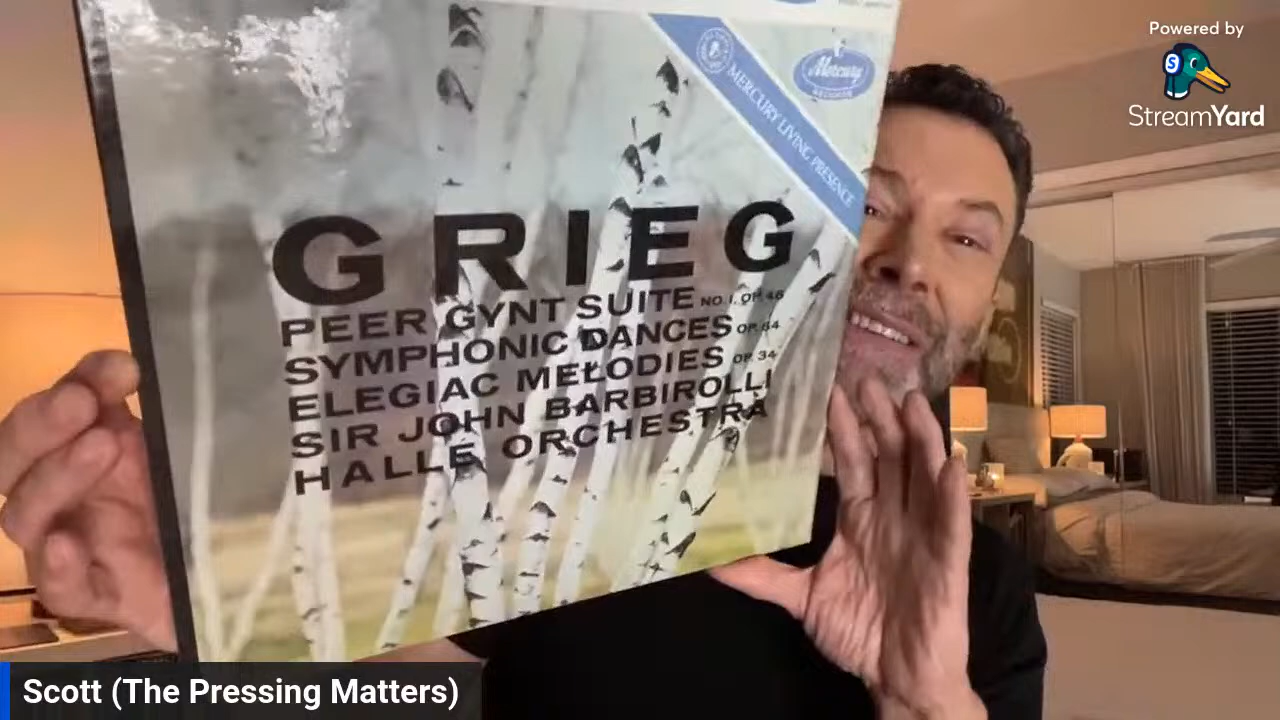 Powered by
StreamYard
S
Mercury
RECORDS
MERCURY LIVING PRESENCE
GRIEG
PEER GYNT SUITE NO. 1, OP. 46
SYMPHONIC DANCES OP. 64
ELEGIAC MELODIES OP. 34
SIR JOHN BARBIROLLI
HALLE ORCHESTRA
Scott (The Pressing Matters)